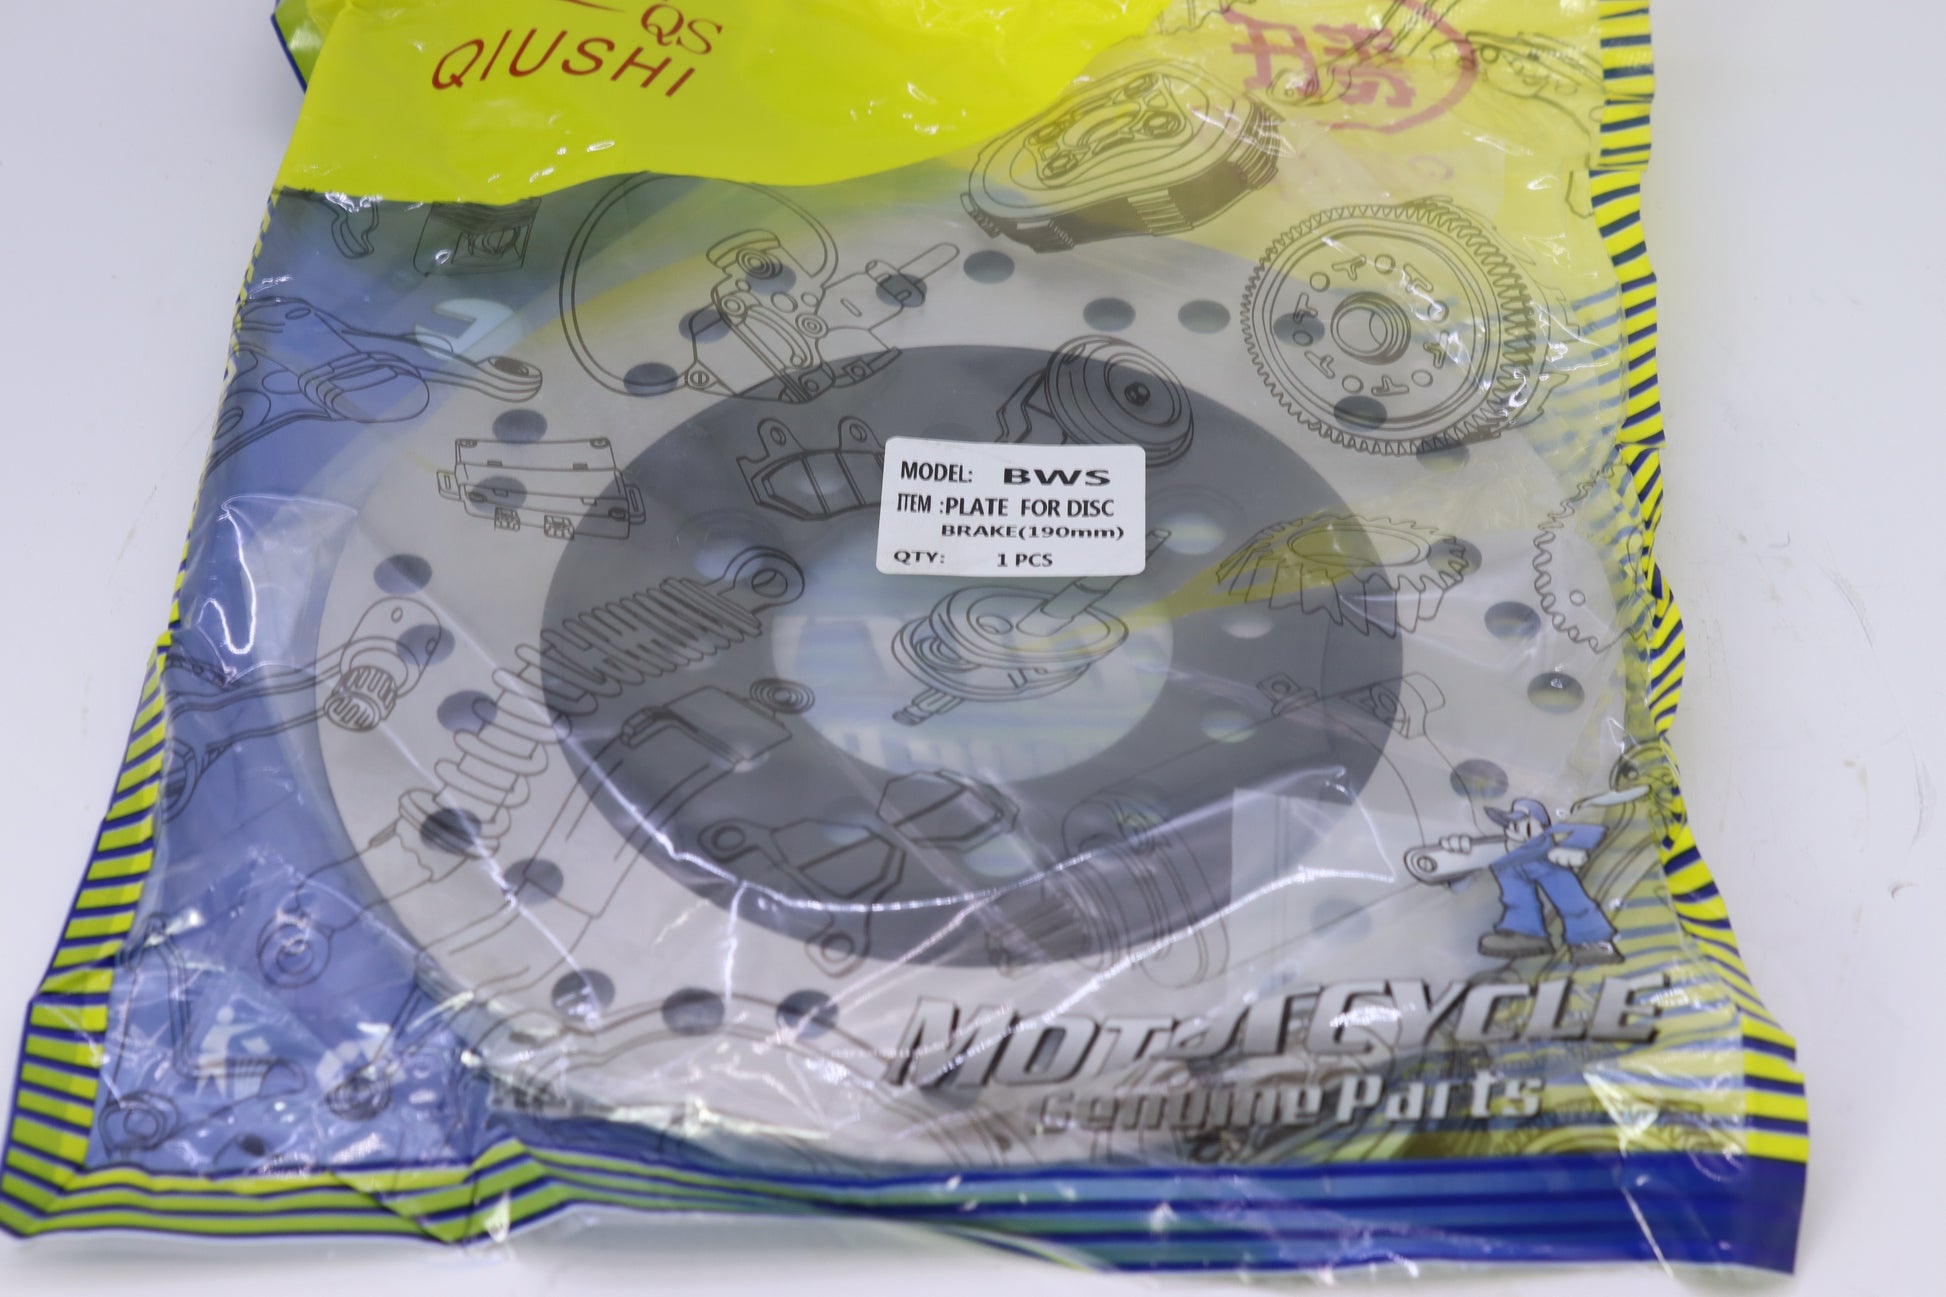 QS
QIUSHI
MODEL: BWS
ITEM :PLATE FOR DISC
BRAKE(190mm)
QTY: 1 PCS
MOTORCYCLE
Genuine Parts